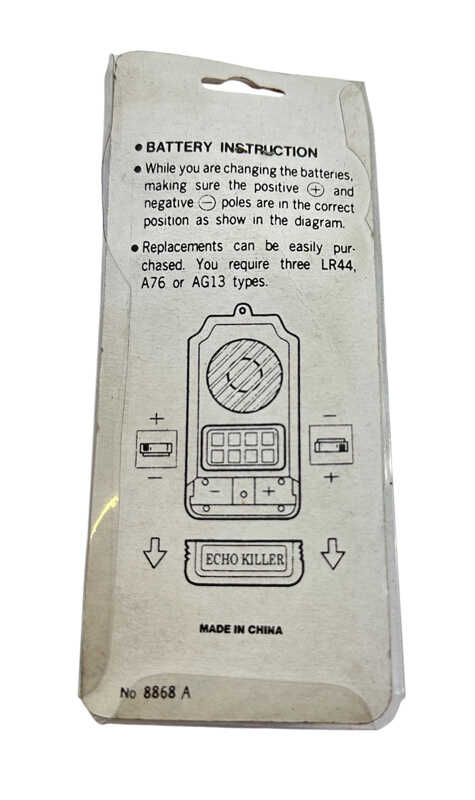 • BATTERY INSTRUCTION
• While you are changing the batteries,
making sure the positive ⊕ and
negative ⊖ poles are in the correct
position as show in the diagram.
• Replacements can be easily pur-
chased. You require three LR44,
A76 or AG13 types.
+ −
− +
− +
ECHO KILLER
MADE IN CHINA
No 8868 A